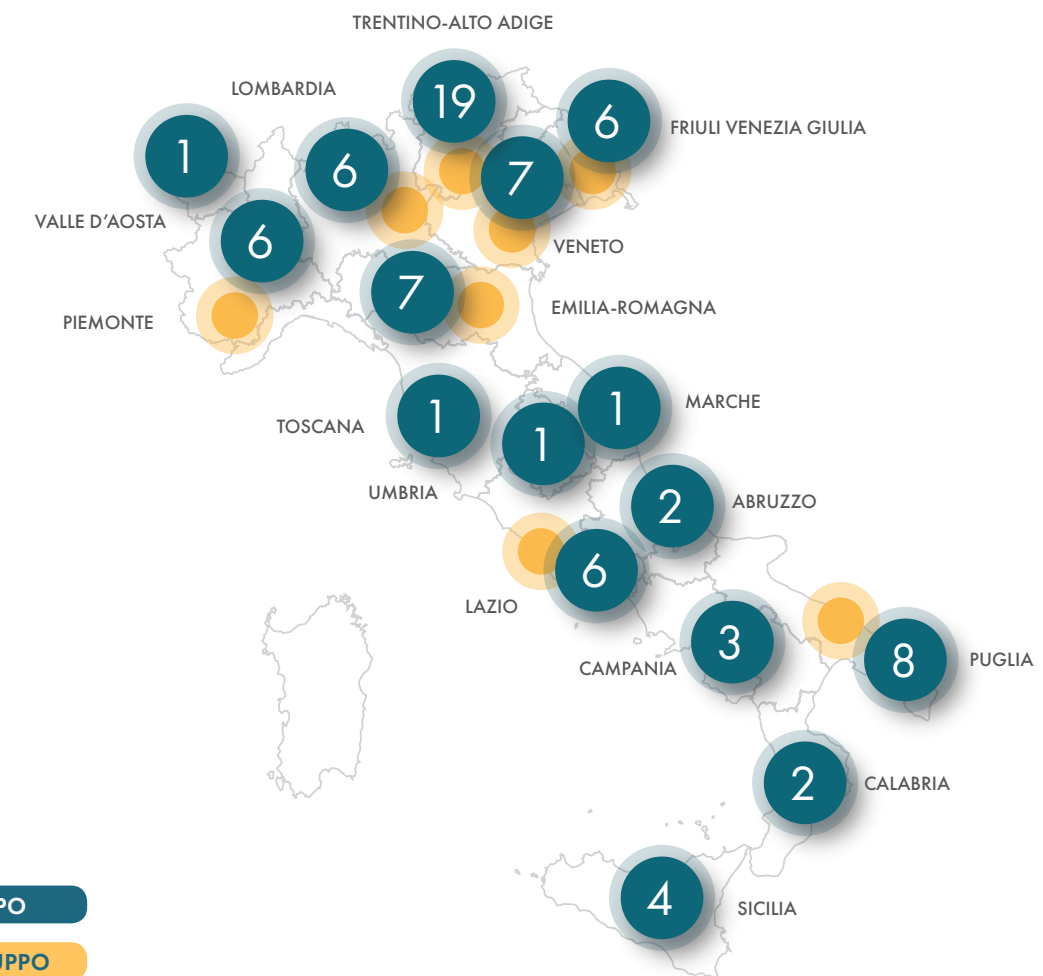 TRENTINO-ALTO ADIGE
LOMBARDIA
19
6
FRIULI VENEZIA GIULIA
1
6
7
VALLE D'AOSTA
6
VENETO
7
EMILIA-ROMAGNA
PIEMONTE
1
MARCHE
1
TOSCANA
1
UMBRIA
2
ABRUZZO
6
LAZIO
3
CAMPANIA
8
PUGLIA
2
CALABRIA
4
SICILIA